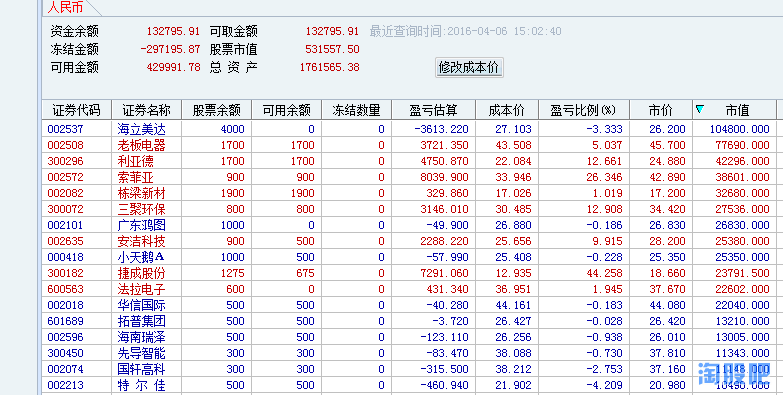 人民币
资金余额 132795.91 可取金额 132795.91 最近查询时间:2016-04-06 15:02:40
冻结金额 -297195.87 股票市值 531557.50
可用金额 429991.78 总 资 产 1761565.38 修改成本价
证券代码 证券名称 股票余额 可用余额 冻结数量 盈亏估算 成本价 盈亏比例(%) 市价 市值
002537 海立美达 4000 0 0 -3613.220 27.103 -3.333 26.200 104800.000
002508 老板电器 1700 1700 0 3721.350 43.508 5.037 45.700 77690.000
300296 利亚德 1700 1700 0 4750.870 22.084 12.661 24.880 42296.000
002572 索菲亚 900 900 0 8039.900 33.946 26.346 42.890 38601.000
002082 栋梁新材 1900 1900 0 329.860 17.026 1.019 17.200 32680.000
300072 三聚环保 800 800 0 3146.010 30.485 12.908 34.420 27536.000
002101 广东鸿图 1000 0 0 -49.900 26.880 -0.186 26.830 26830.000
002635 安洁科技 900 500 0 2288.220 25.656 9.915 28.200 25380.000
000418 小天鹅A 1000 0 0 -57.990 25.408 -0.228 25.350 25350.000
300182 捷成股份 1275 675 0 7291.060 12.935 44.258 18.660 23791.500
600563 法拉电子 600 0 0 431.340 36.951 1.945 37.670 22602.000
002018 华信国际 500 500 0 -40.280 44.161 -0.183 44.080 22040.000
601689 拓普集团 500 500 0 -3.720 26.427 -0.028 26.420 13210.000
002596 海南瑞泽 500 500 0 -123.110 26.256 -0.938 26.010 13005.000
300450 先导智能 300 300 0 -83.470 38.088 -0.730 37.810 11343.000
002074 国轩高科 300 300 0 -315.500 38.212 -2.753 37.160 11148.000
002213 特 尔 佳 500 500 0 -460.940 21.902 -4.209 20.980 10490.000
淘股吧